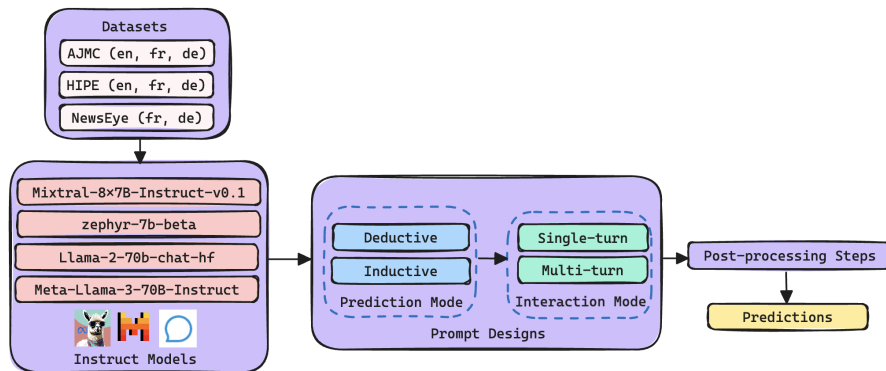 Datasets
AJMC (en, fr, de)
HIPE (en, fr, de)
NewsEye (fr, de)
Mixtral-8×7B-Instruct-v0.1
zephyr-7b-beta
Llama-2-70b-chat-hf
Meta-Llama-3-70B-Instruct
Instruct Models
Deductive
Inductive
Prediction Mode
Single-turn
Multi-turn
Interaction Mode
Prompt Designs
Post-processing Steps
Predictions